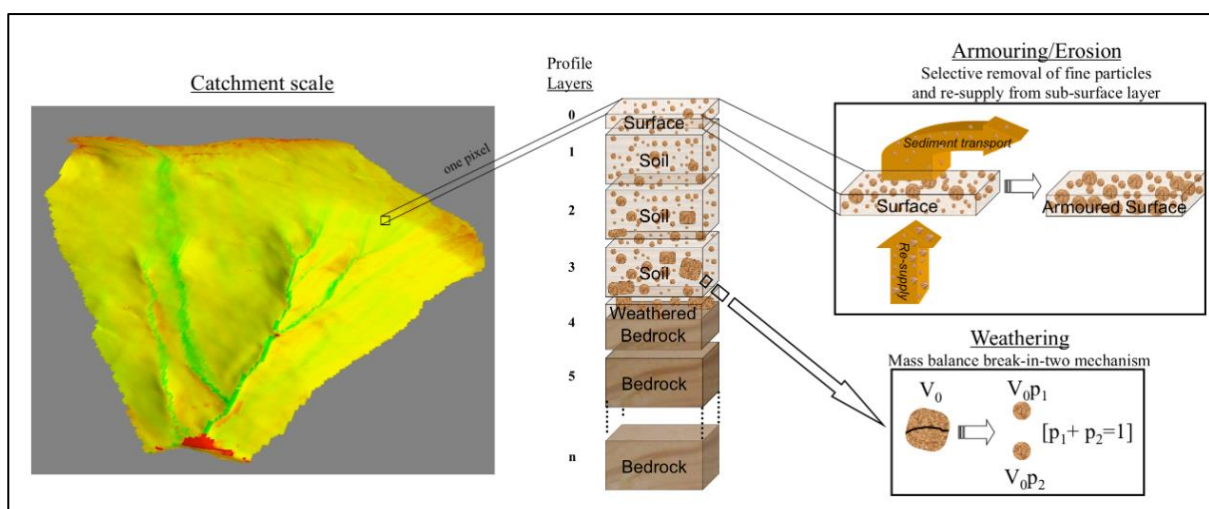 Catchment scale
one pixel
Profile
Layers
0
Surface
1
Soil
2
Soil
3
Soil
4
Weathered
Bedrock
5
Bedrock
n
Bedrock
Armouring/Erosion
Selective removal of fine particles
and re-supply from sub-surface layer
Sediment transport
Surface
Armoured Surface
Re-supply
Weathering
Mass balance break-in-two mechanism
V₀
V₀p₁
[p₁+ p₂=1]
V₀p₂